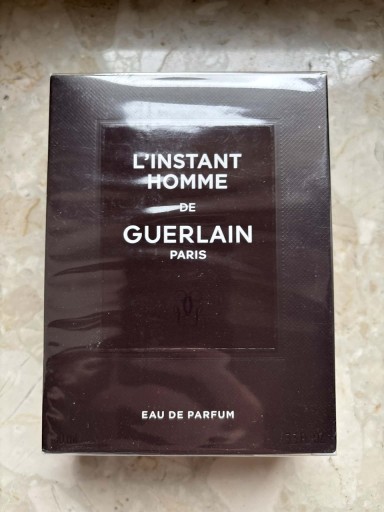 L'INSTANT
HOMME
DE
GUERLAIN
PARIS
EAU DE PARFUM